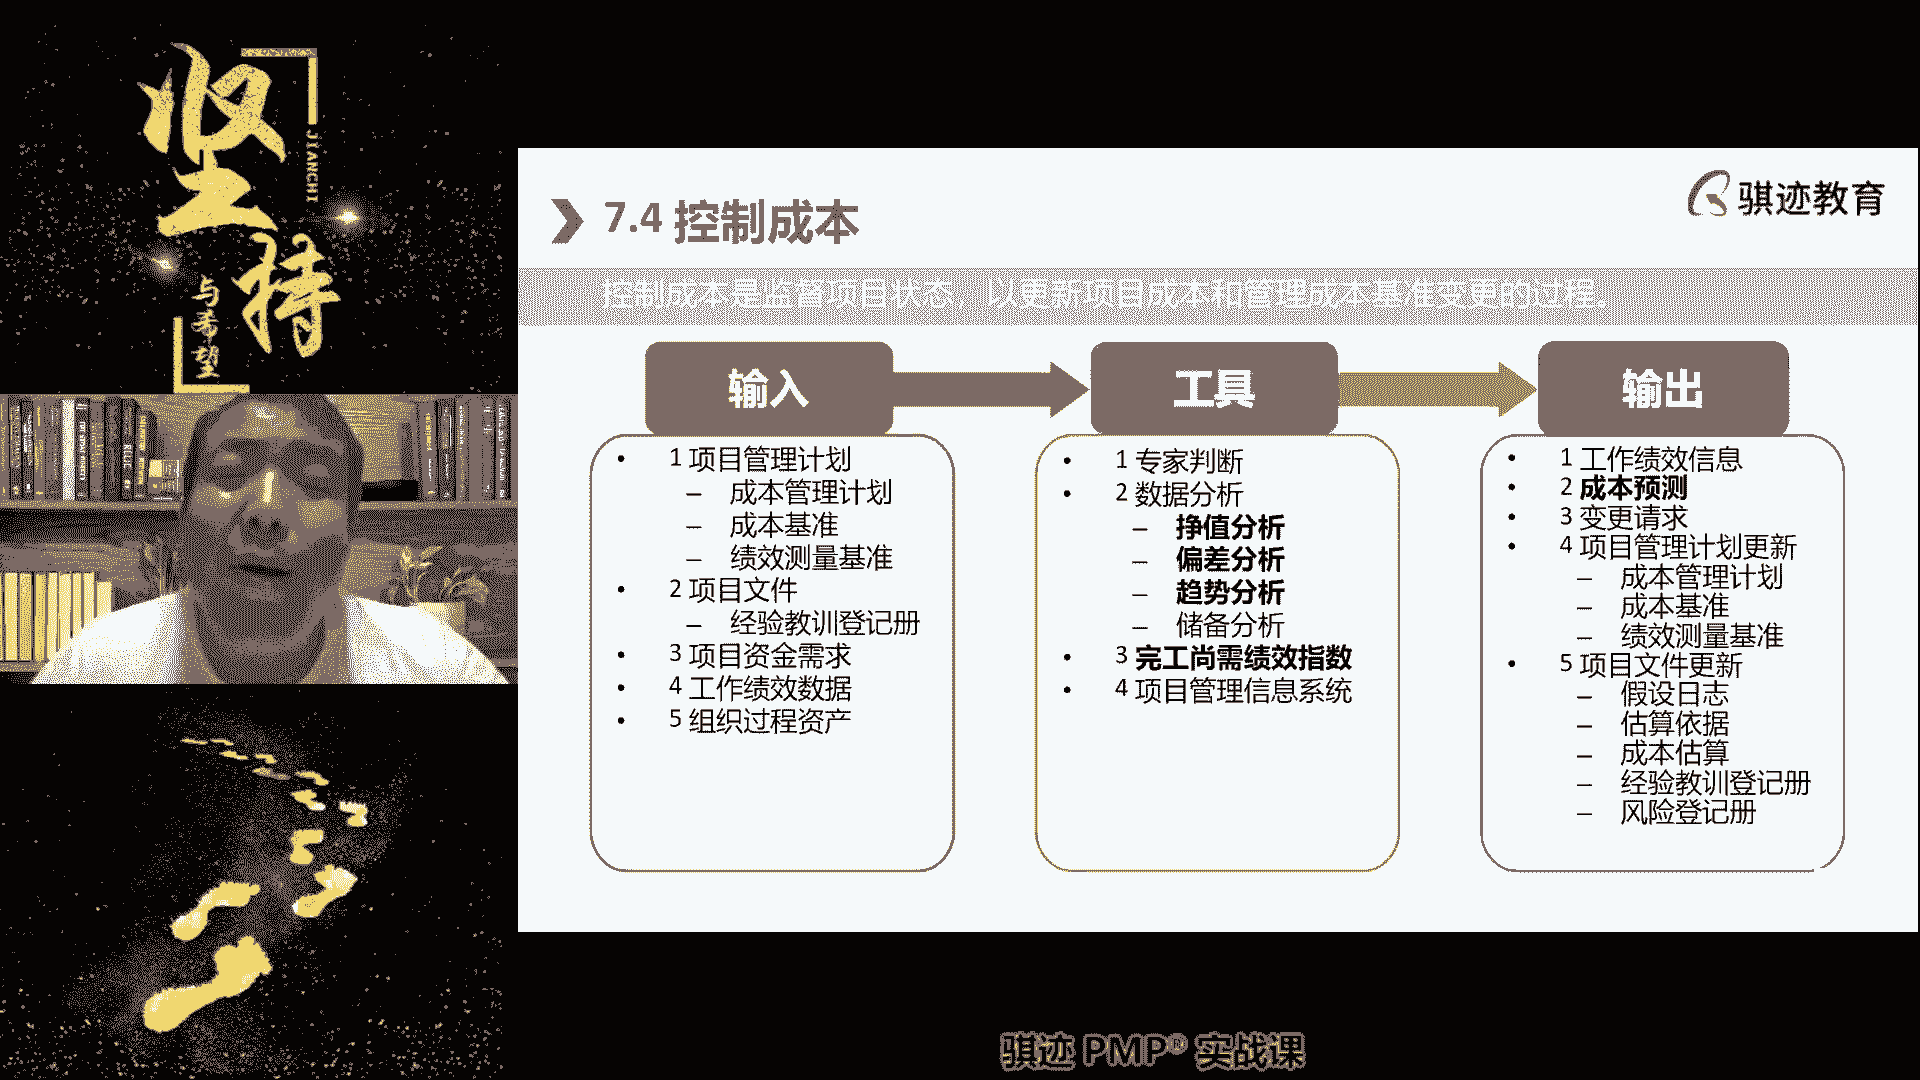 坚持
JIANCHI
与希望
7.4 控制成本
骐迹教育
控制成本是监督项目状态，以更新项目成本和管理成本基准变更的过程。
输入
• 1 项目管理计划
– 成本管理计划
– 成本基准
– 绩效测量基准
• 2 项目文件
– 经验教训登记册
• 3 项目资金需求
• 4 工作绩效数据
• 5 组织过程资产
工具
• 1 专家判断
• 2 数据分析
– 挣值分析
– 偏差分析
– 趋势分析
– 储备分析
• 3 完工尚需绩效指数
• 4 项目管理信息系统
输出
• 1 工作绩效信息
• 2 成本预测
• 3 变更请求
• 4 项目管理计划更新
– 成本管理计划
– 成本基准
– 绩效测量基准
• 5 项目文件更新
– 假设日志
– 估算依据
– 成本估算
– 经验教训登记册
– 风险登记册
骐迹 PMP® 实战课